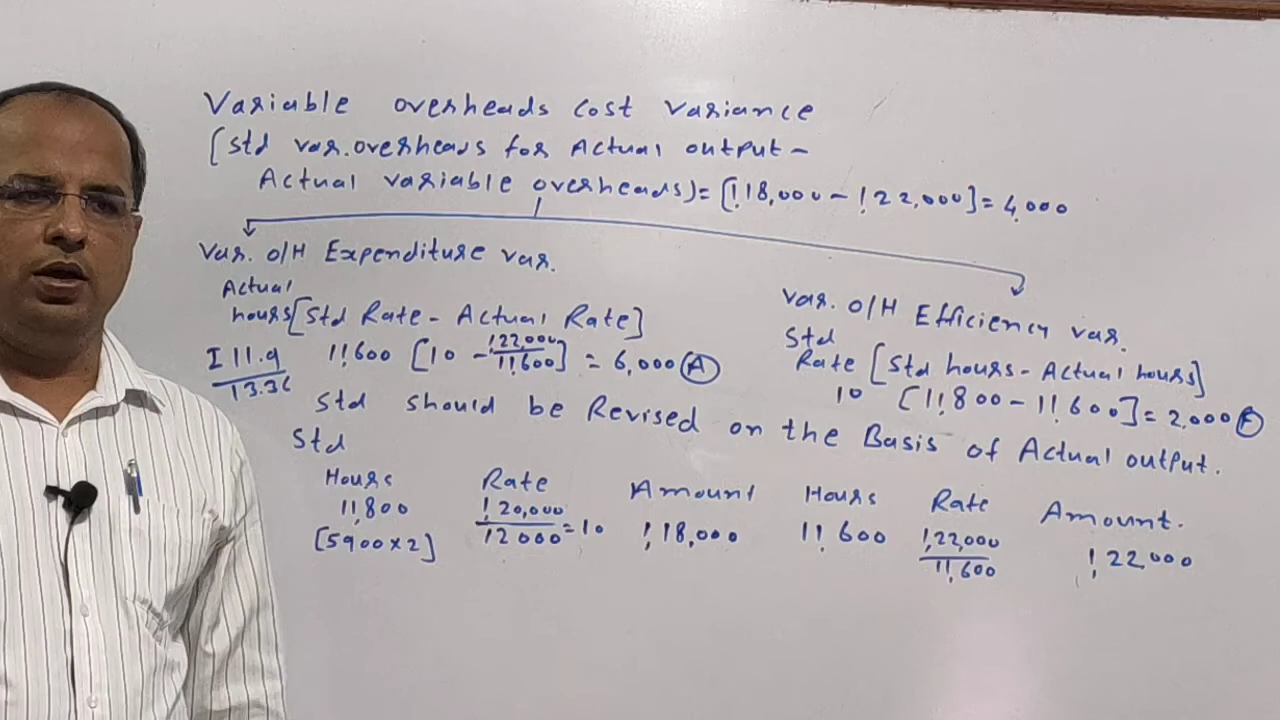 Variable overheads cost variance
[Std var.overheads for Actual output -
Actual variable overheads) = [1,18,000 - 1,22,000] = 4,000
Var. O/H Expenditure var.
Actual
hours [Std Rate - Actual Rate]
11,600 [10 - 1,22,000/11,600] = 6,000 (A)
I 11.9
13.36
Var. O/H Efficiency var.
Std
Rate [Std hours - Actual hours]
10 [11,800 - 11,600] = 2,000 (F)
Std should be Revised on the Basis of Actual output.
Std
Hours Rate Amount Hours Rate Amount.
11,800 1,20,000/12000 = 10 1,18,000 11,600 1,22,000/11,600 1,22,000
[5900x2]